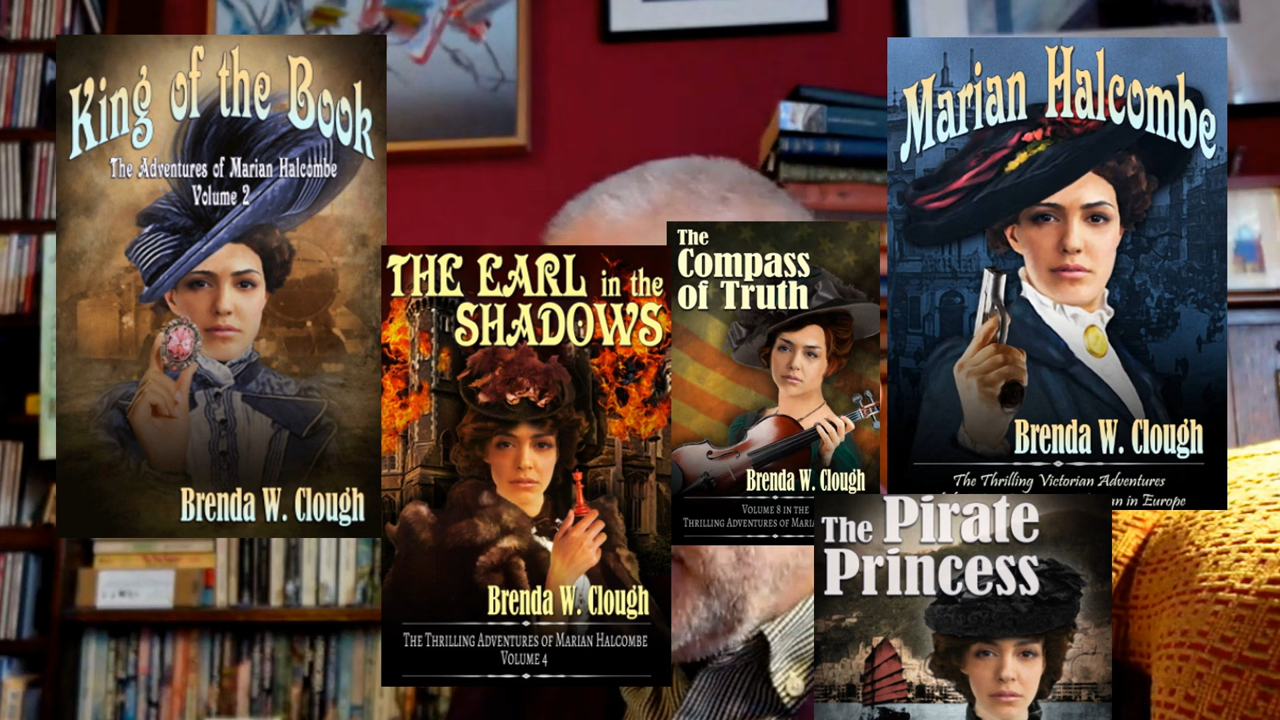 King of the Book
The Adventures of Marian Halcombe
Volume 2
Brenda W. Clough
THE EARL in the
SHADOWS
Brenda W. Clough
THE THRILLING ADVENTURES OF MARIAN HALCOMBE
VOLUME 4
The
Compass
of Truth
Brenda W. Clough
VOLUME 8 IN THE
THRILLING ADVENTURES OF
Marian Halcombe
Brenda W. Clough
The Thrilling Victorian Adventures
in Europe
The Pirate
Princess